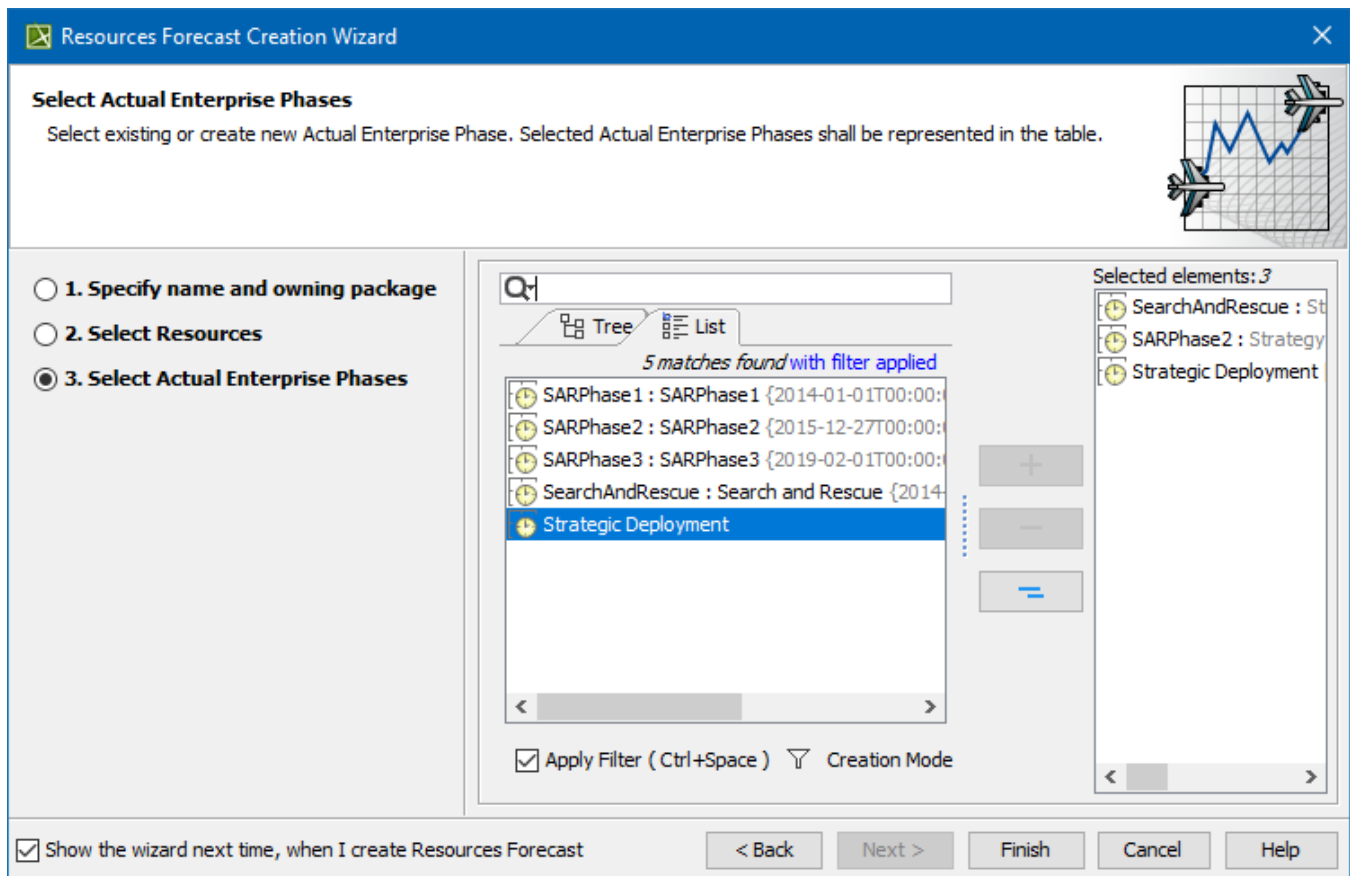 Resources Forecast Creation Wizard
Select Actual Enterprise Phases
Select existing or create new Actual Enterprise Phase. Selected Actual Enterprise Phases shall be represented in the table.
1. Specify name and owning package
2. Select Resources
3. Select Actual Enterprise Phases
Tree
List
5 matches found with filter applied
SARPhase1 : SARPhase1 {2014-01-01T00:00:
SARPhase2 : SARPhase2 {2015-12-27T00:00:
SARPhase3 : SARPhase3 {2019-02-01T00:00:
SearchAndRescue : Search and Rescue {2014-
Strategic Deployment
Apply Filter ( Ctrl+Space )
Creation Mode
Selected elements: 3
SearchAndRescue : St
SARPhase2 : Strategy
Strategic Deployment
Show the wizard next time, when I create Resources Forecast
< Back
Next >
Finish
Cancel
Help